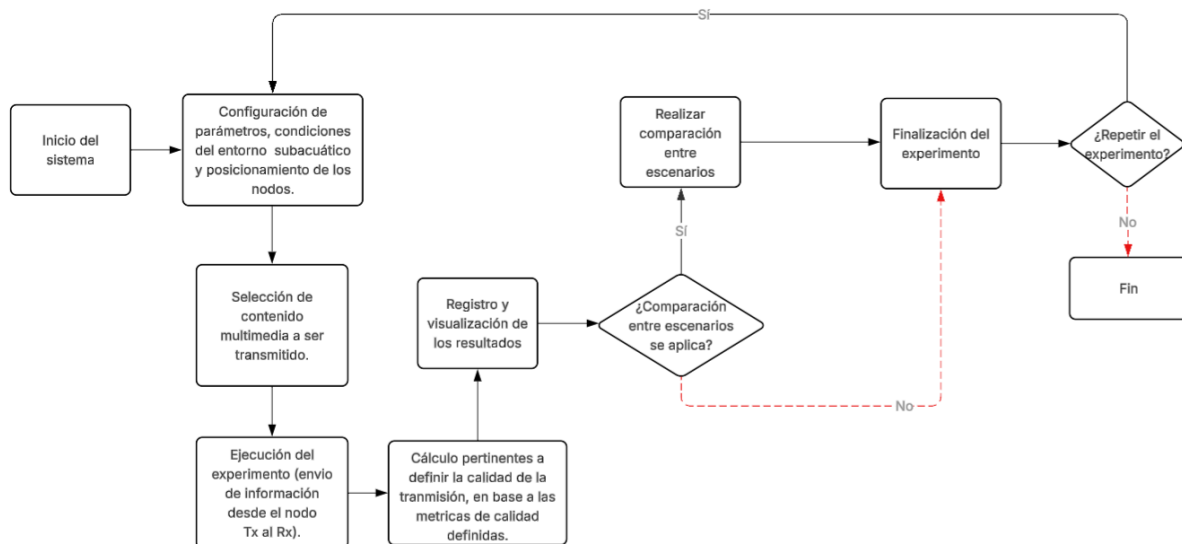 Sí
Inicio del
sistema
Configuración de
parámetros, condiciones
del entorno subacuático
y posicionamiento de los
nodos.
Selección de
contenido
multimedia a ser
transmitido.
Ejecución del
experimento (envio
de información
desde el nodo
Tx al Rx).
Cálculo pertinentes a
definir la calidad de la
tranmisión, en base a las
metricas de calidad
definidas.
Registro y
visualización de
los resultados
¿Comparación
entre escenarios
se aplica?
Sí
No
Realizar
comparación
entre
escenarios
Finalización del
experimento
¿Repetir el
experimento?
No
Fin